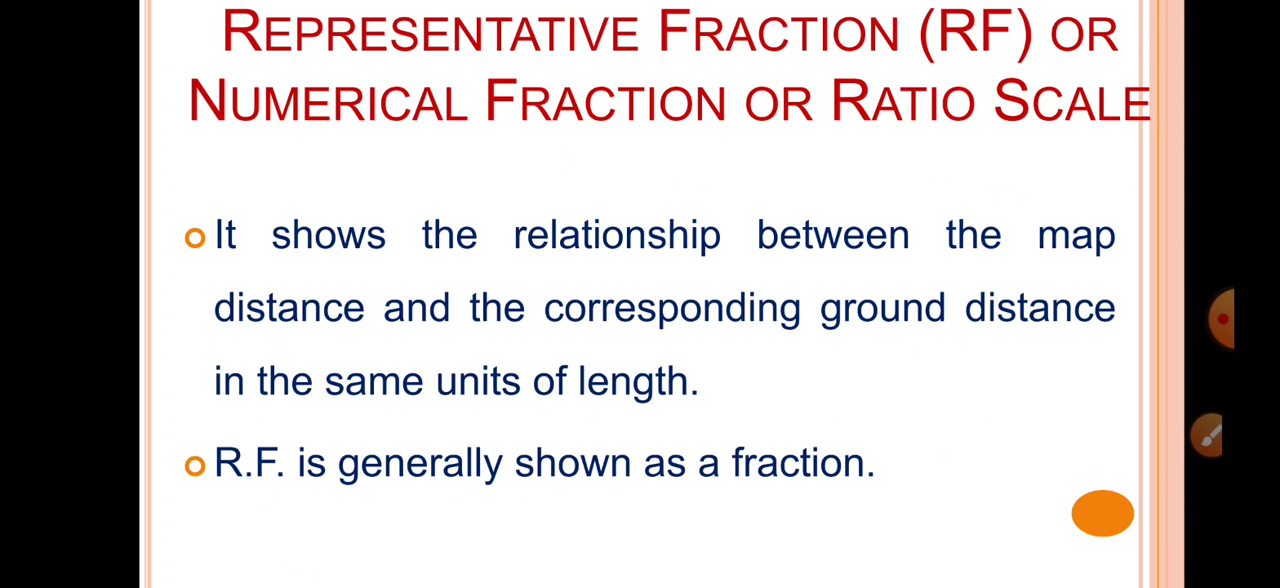 REPRESENTATIVE FRACTION (RF) OR
NUMERICAL FRACTION OR RATIO SCALE
It shows the relationship between the map
distance and the corresponding ground distance
in the same units of length.
R.F. is generally shown as a fraction.